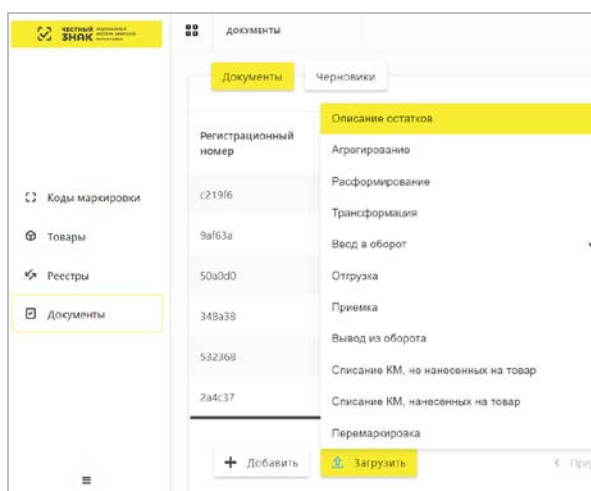 ЧЕСТНЫЙ
ЗНАК
ДОКУМЕНТЫ
Документы
Черновики
Регистрационный
номер
c219f6
9af63a
50a0d0
348a38
532368
2a4c37
Коды маркировки
Товары
Реестры
Документы
Описание остатков
Агрегирование
Расформирование
Трансформация
Ввод в оборот
Отгрузка
Приемка
Вывод из оборота
Списание КМ, не нанесенных на товар
Списание КМ, нанесенных на товар
Перемаркировка
+ Добавить
Загрузить
< Пред